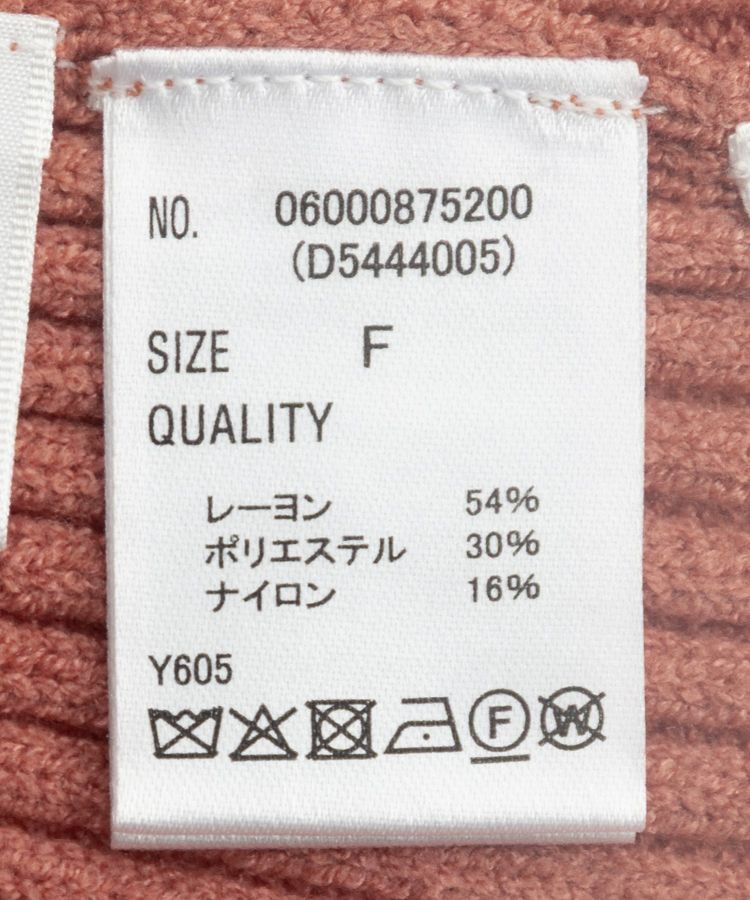 NO. 06000875200
(D5444005)
SIZE F
QUALITY
レーヨン 54%
ポリエステル 30%
ナイロン 16%
Y605
F W